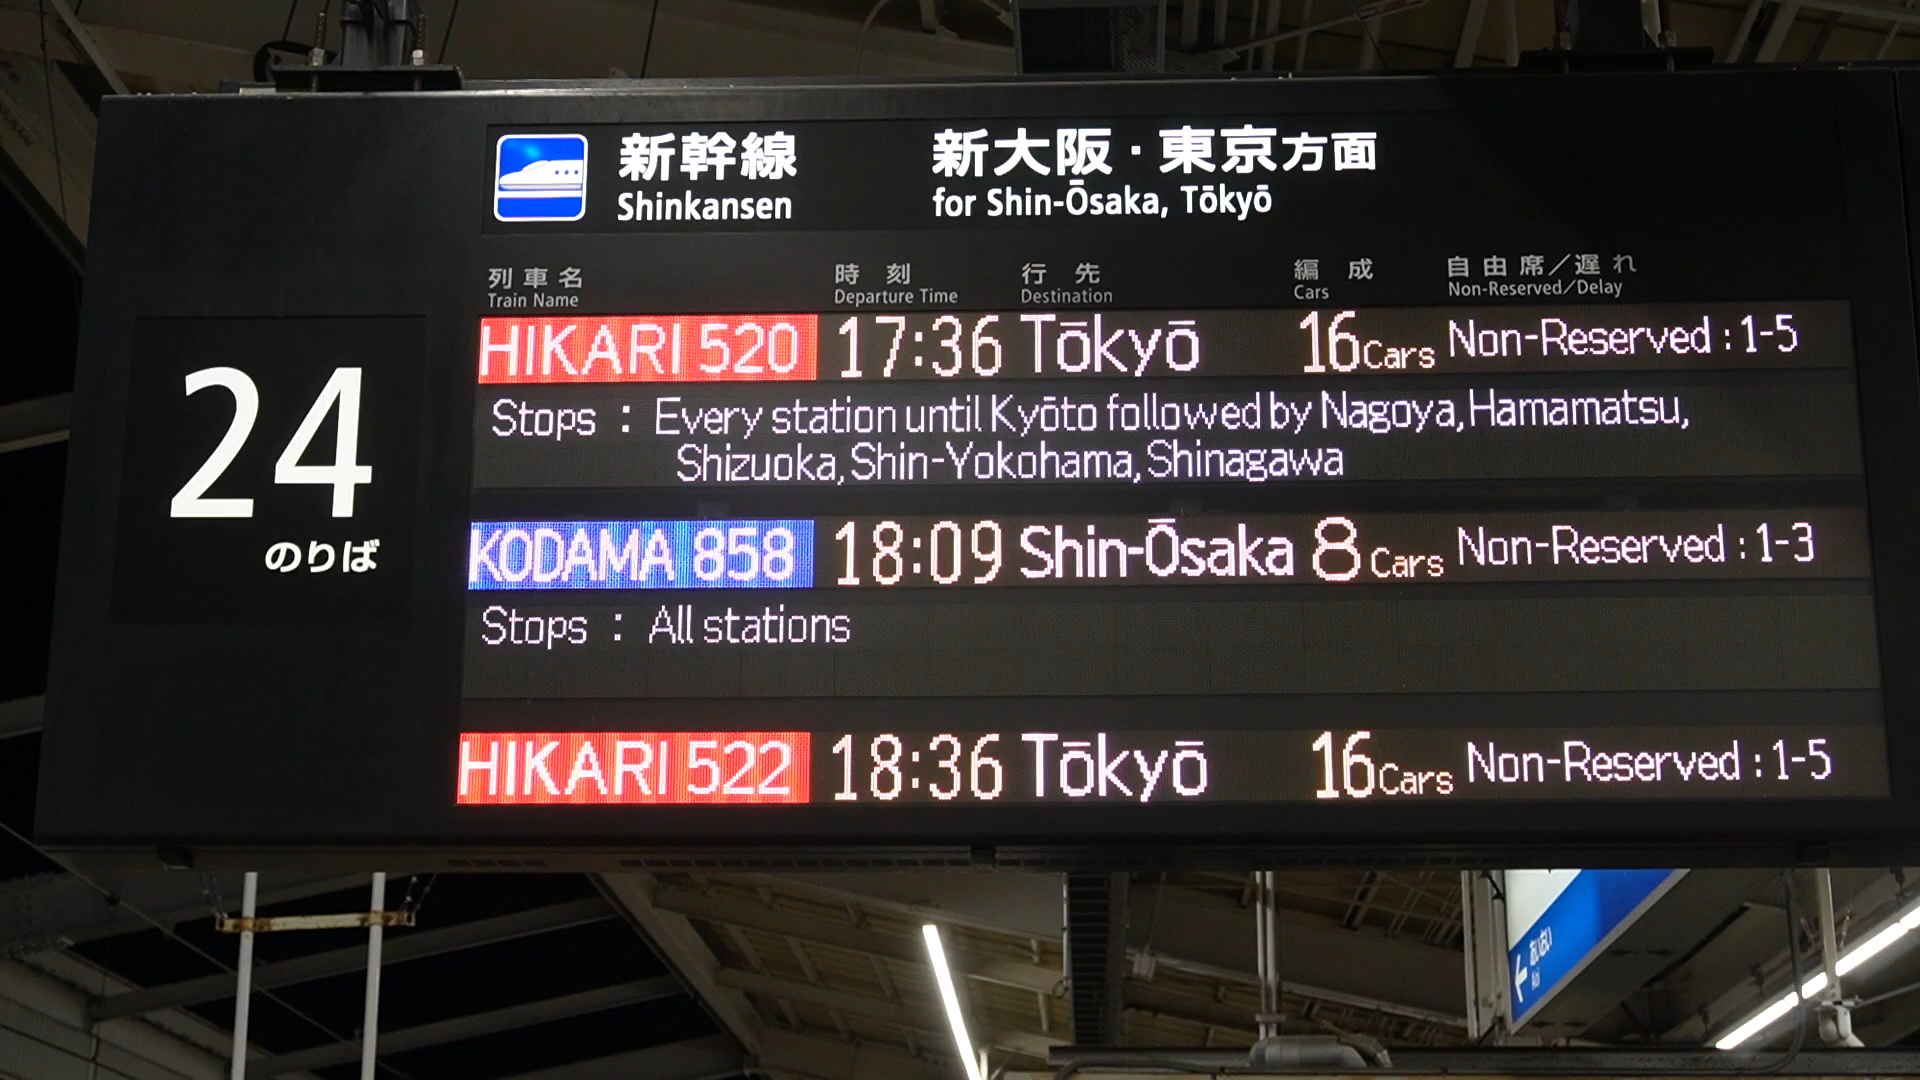 新幹線 新大阪・東京方面
Shinkansen for Shin-Ōsaka, Tōkyō
列車名 時刻 行先 編成 自由席／遅れ
Train Name Departure Time Destination Cars Non-Reserved/Delay
24
のりば
HIKARI 520 17:36 Tōkyō 16Cars Non-Reserved：1-5
Stops ： Every station until Kyōto followed by Nagoya, Hamamatsu,
Shizuoka, Shin-Yokohama, Shinagawa
KODAMA 858 18:09 Shin-Ōsaka 8 Cars Non-Reserved：1-3
Stops ： All stations
HIKARI 522 18:36 Tōkyō 16Cars Non-Reserved：1-5